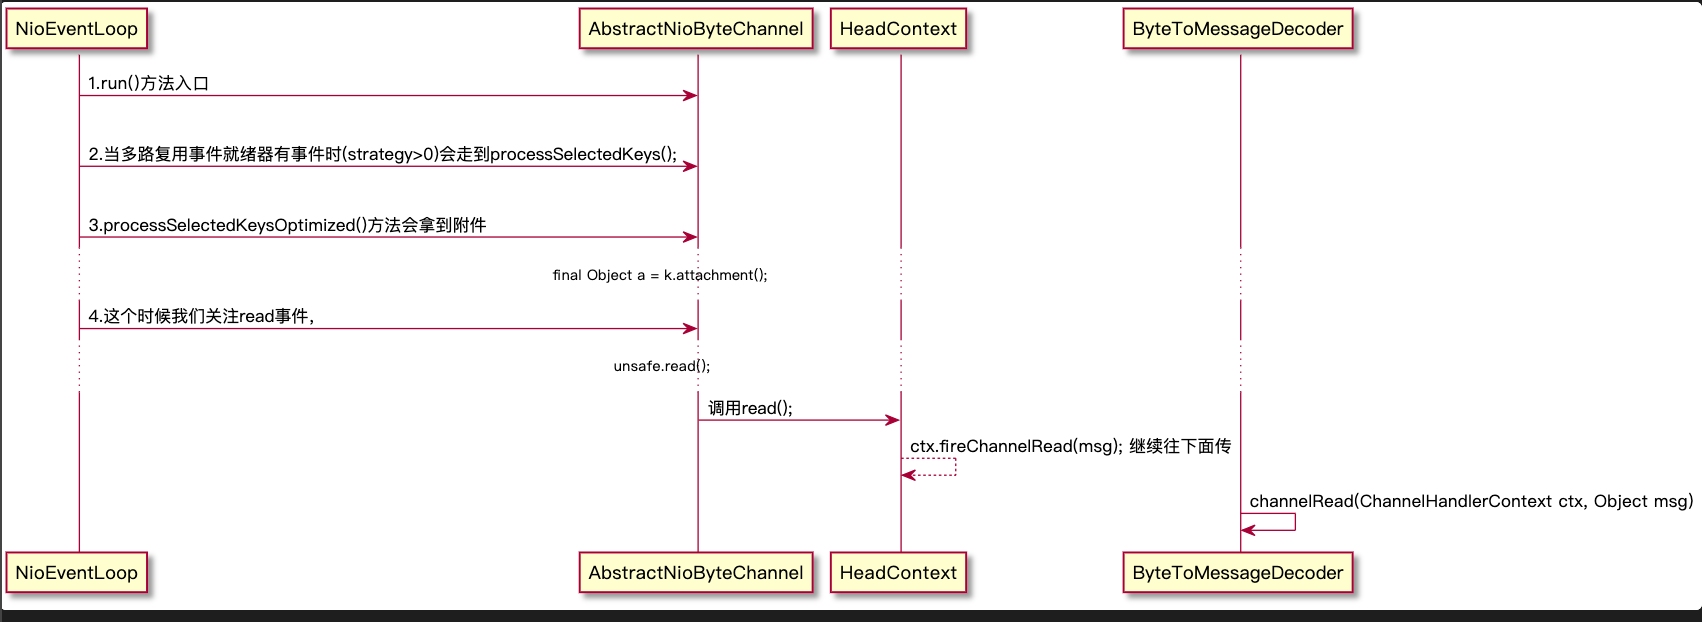 NioEventLoop
AbstractNioByteChannel
HeadContext
ByteToMessageDecoder
1.run()方法入口
2.当多路复用事件就绪器有事件时(strategy>0)会走到processSelectedKeys();
3.processSelectedKeysOptimized()方法会拿到附件
final Object a = k.attachment();
4.这个时候我们关注read事件,
unsafe.read();
调用read();
ctx.fireChannelRead(msg); 继续往下面传
channelRead(ChannelHandlerContext ctx, Object msg)
NioEventLoop
AbstractNioByteChannel
HeadContext
ByteToMessageDecoder